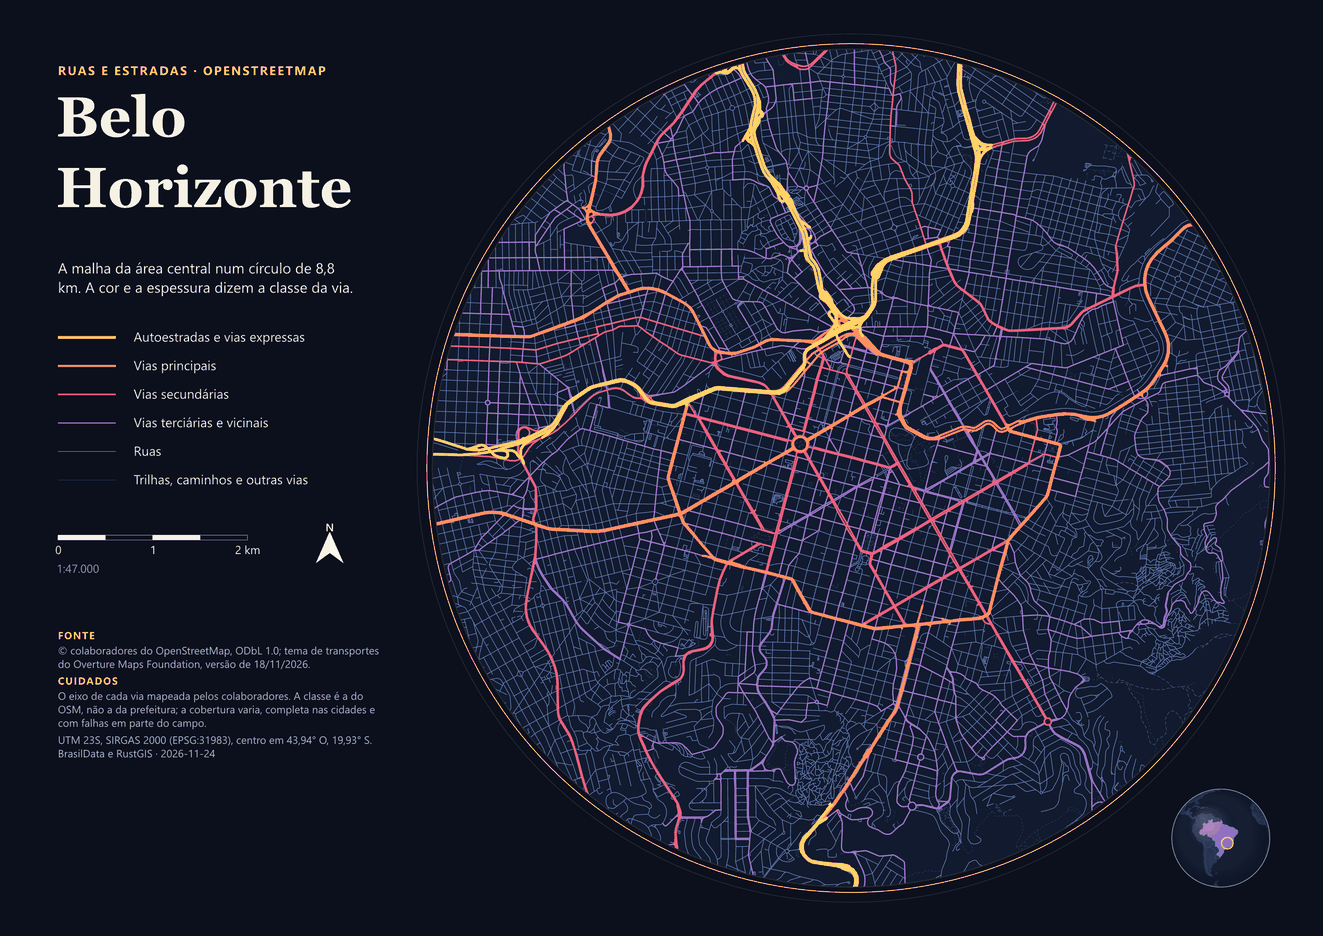 RUAS E ESTRADAS · OPENSTREETMAP
Belo
Horizonte
A malha da área central num círculo de 8,8
km. A cor e a espessura dizem a classe da via.
Autoestradas e vias expressas
Vias principais
Vias secundárias
Vias terciárias e vicinais
Ruas
Trilhas, caminhos e outras vias
N
0 1 2 km
1:47.000
FONTE
© colaboradores do OpenStreetMap, ODbL 1.0; tema de transportes
do Overture Maps Foundation, versão de 18/11/2026.
CUIDADOS
O eixo de cada via mapeada pelos colaboradores. A classe é a do
OSM, não a da prefeitura; a cobertura varia, completa nas cidades e
com falhas em parte do campo.
UTM 23S, SIRGAS 2000 (EPSG:31983), centro em 43,94° O, 19,93° S.
BrasilData e RustGIS · 2026-11-24